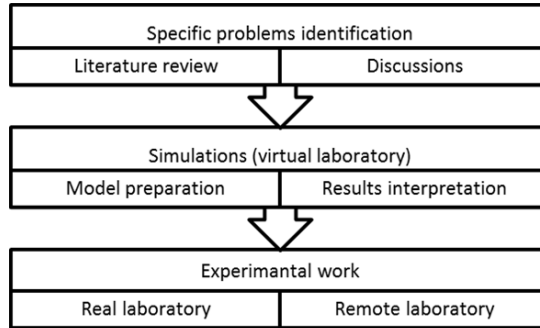 Specific problems identification
Literature review
Discussions
Simulations (virtual laboratory)
Model preparation
Results interpretation
Experimantal work
Real laboratory
Remote laboratory